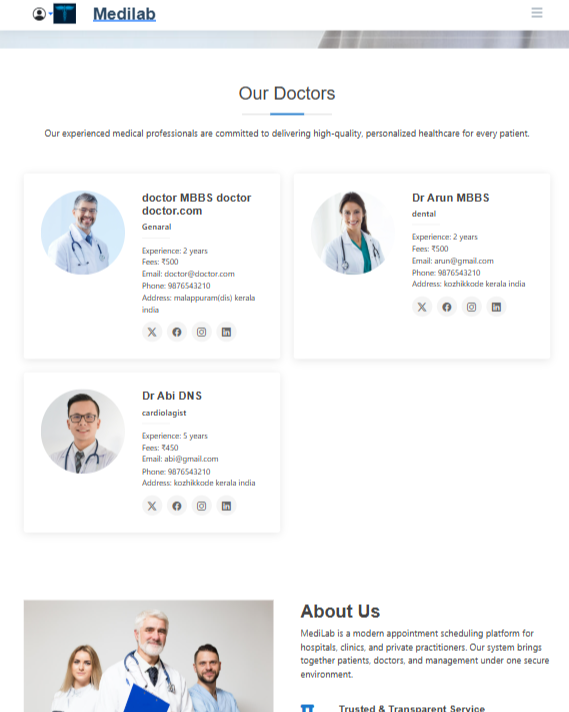 Medilab
Our Doctors
Our experienced medical professionals are committed to delivering high-quality, personalized healthcare for every patient.
doctor MBBS doctor
doctor.com
Genaral
Experience: 2 years
Fees: ₹500
Email: doctor@doctor.com
Phone: 9876543210
Address: malappuram(dis) kerala
india
Dr Arun MBBS
dental
Experience: 2 years
Fees: ₹500
Email: arun@gmail.com
Phone: 9876543210
Address: kozhikkode kerala india
Dr Abi DNS
cardiolagist
Experience: 5 years
Fees: ₹450
Email: abi@gmail.com
Phone: 9876543210
Address: kozhikkode kerala india
About Us
MediLab is a modern appointment scheduling platform for
hospitals, clinics, and private practitioners. Our system brings
together patients, doctors, and management under one secure
environment.
Trusted & Transparent Service